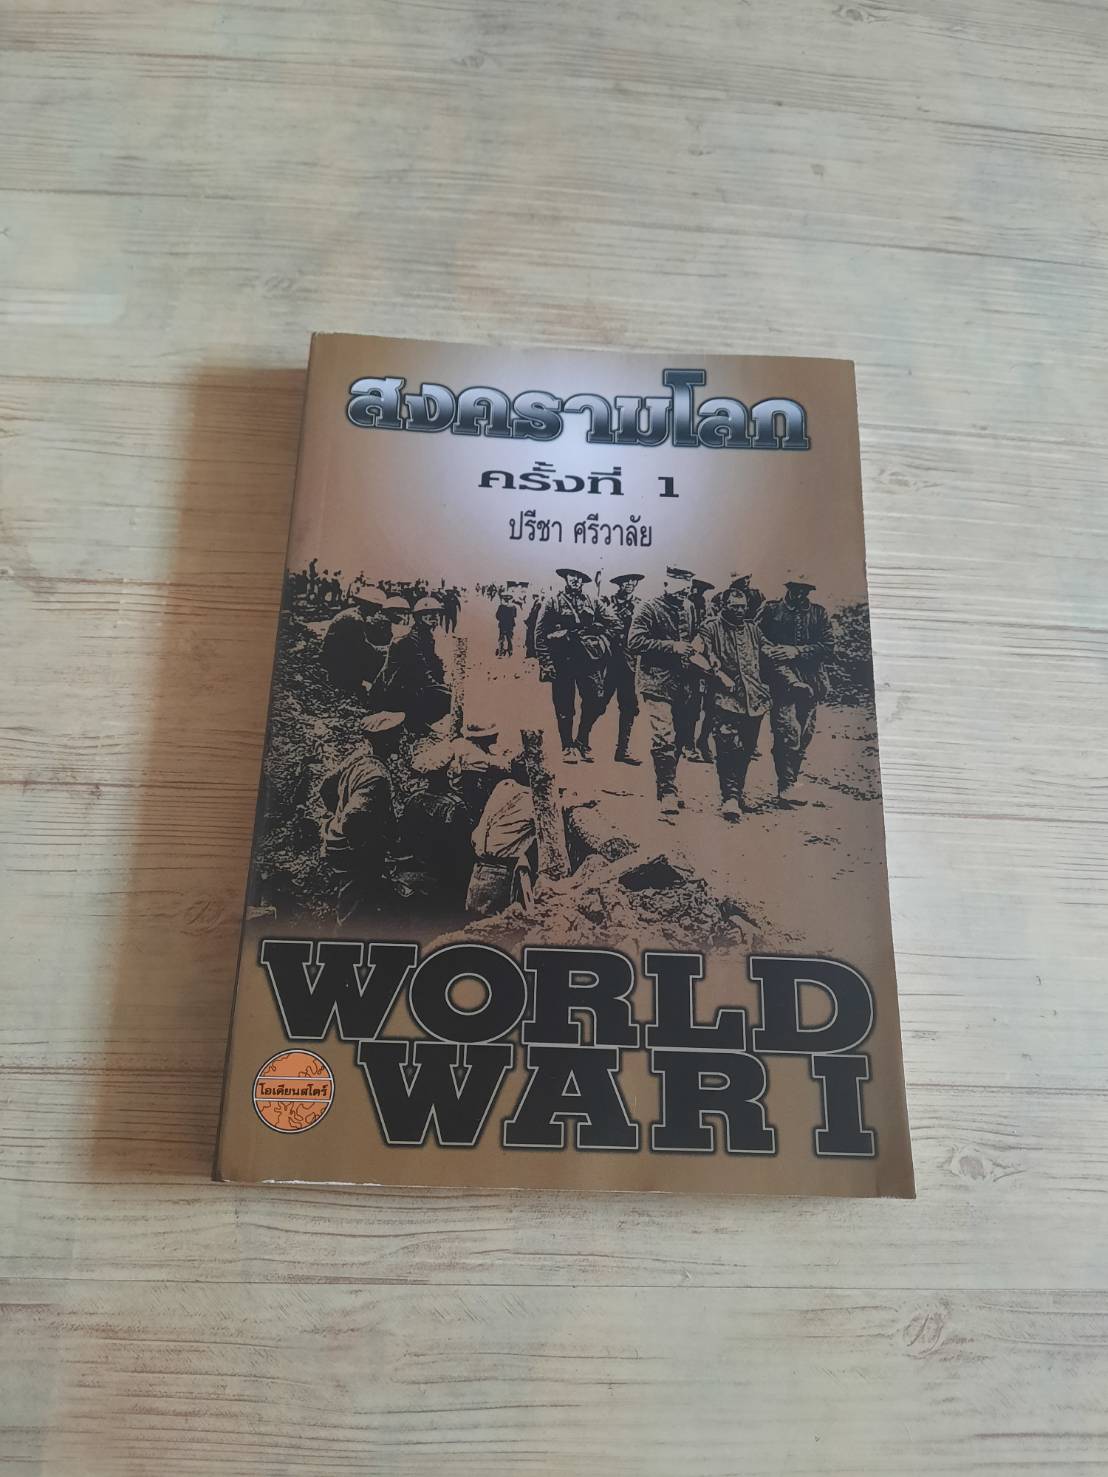 สงครามโลก
ครั้งที่ 1
ปรีชา ศรีวาลัย
WORLD
WAR I
โอเดียนสโตร์